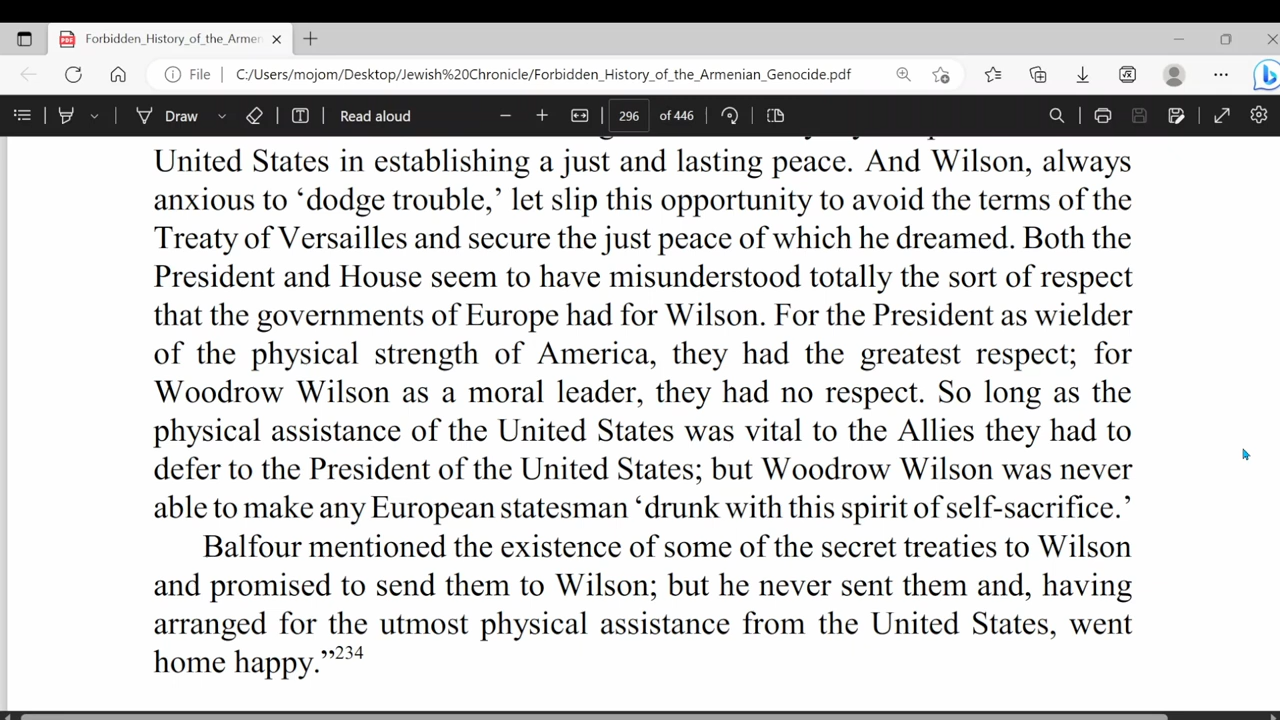 Forbidden_History_of_the_Armen
File
C:/Users/mojom/Desktop/Jewish%20Chronicle/Forbidden_History_of_the_Armenian_Genocide.pdf
Draw
Read aloud
296 of 446
United States in establishing a just and lasting peace. And Wilson, always
anxious to ‘dodge trouble,’ let slip this opportunity to avoid the terms of the
Treaty of Versailles and secure the just peace of which he dreamed. Both the
President and House seem to have misunderstood totally the sort of respect
that the governments of Europe had for Wilson. For the President as wielder
of the physical strength of America, they had the greatest respect; for
Woodrow Wilson as a moral leader, they had no respect. So long as the
physical assistance of the United States was vital to the Allies they had to
defer to the President of the United States; but Woodrow Wilson was never
able to make any European statesman ‘drunk with this spirit of self-sacrifice.’
Balfour mentioned the existence of some of the secret treaties to Wilson
and promised to send them to Wilson; but he never sent them and, having
arranged for the utmost physical assistance from the United States, went
home happy.”234